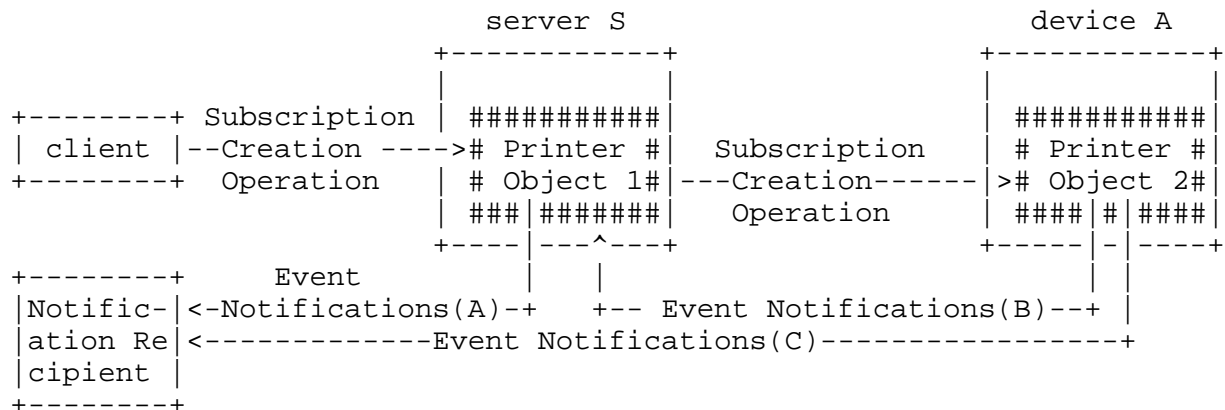 server S                       device A
                            +------------+                +------------+
                            |            |                |            |
+--------+ Subscription | ###########|                | ###########|
| client |--Creation ----># Printer #|  Subscription  | # Printer #|
+--------+  Operation   | # Object 1#|---Creation------|># Object 2#|
                            | ###|#######|   Operation    | ####|#|####|
                            +----|---^---+                +-----|-|----+
+--------+     Event             |   |                          | |
|Notific-|<-Notifications(A)-+   +-- Event Notifications(B)--+ |
|ation Re|<-------------Event Notifications(C)-----------------+
|cipient |
+--------+